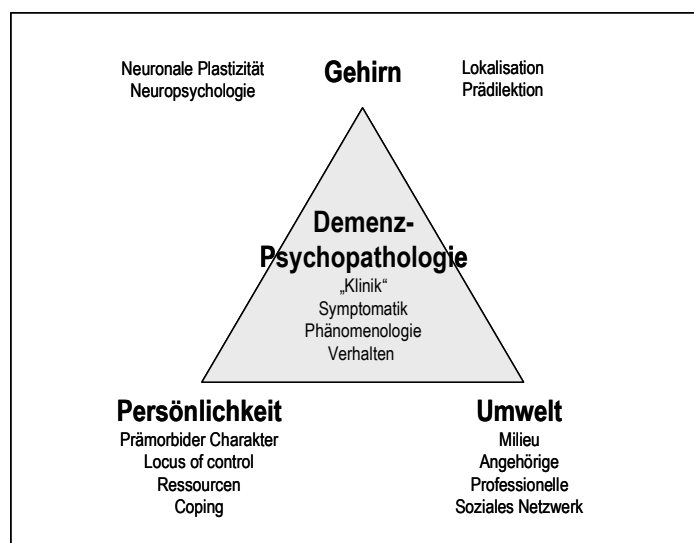 Neuronale Plastizität
Neuropsychologie
Gehirn
Lokalisation
Prädilektion
Demenz-
Psychopathologie
„Klinik“
Symptomatik
Phänomenologie
Verhalten
Persönlichkeit
Prämorbider Charakter
Locus of control
Ressourcen
Coping
Umwelt
Milieu
Angehörige
Professionelle
Soziales Netzwerk